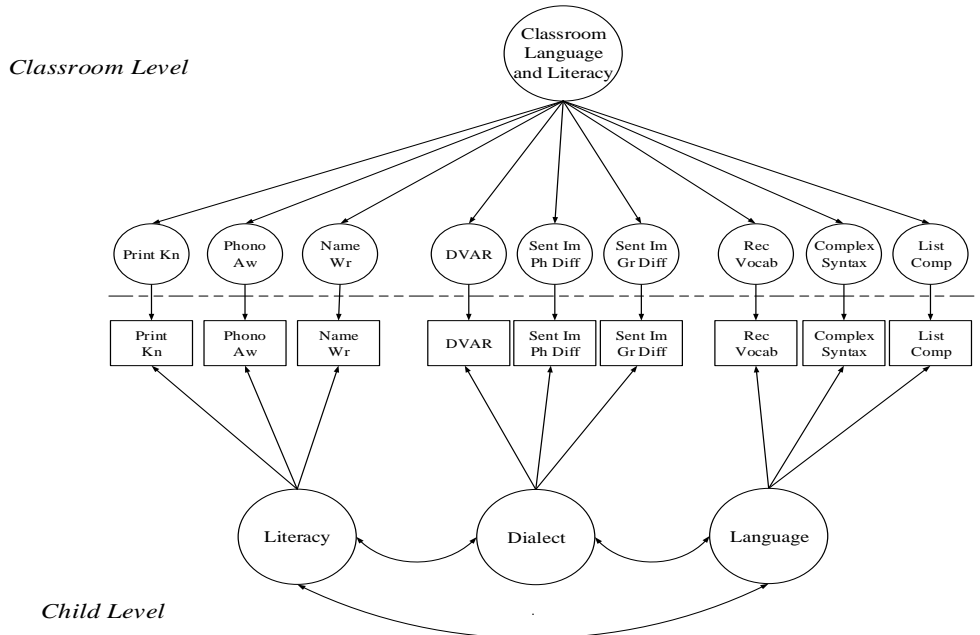 Classroom
Language
and Literacy
Classroom Level
Print Kn
Phono
Aw
Name
Wr
DVAR
Sent Im
Ph Diff
Sent Im
Gr Diff
Rec
Vocab
Complex
Syntax
List
Comp
Print
Kn
Phono
Aw
Name
Wr
DVAR
Sent Im
Ph Diff
Sent Im
Gr Diff
Rec
Vocab
Complex
Syntax
List
Comp
Literacy
Dialect
Language
Child Level